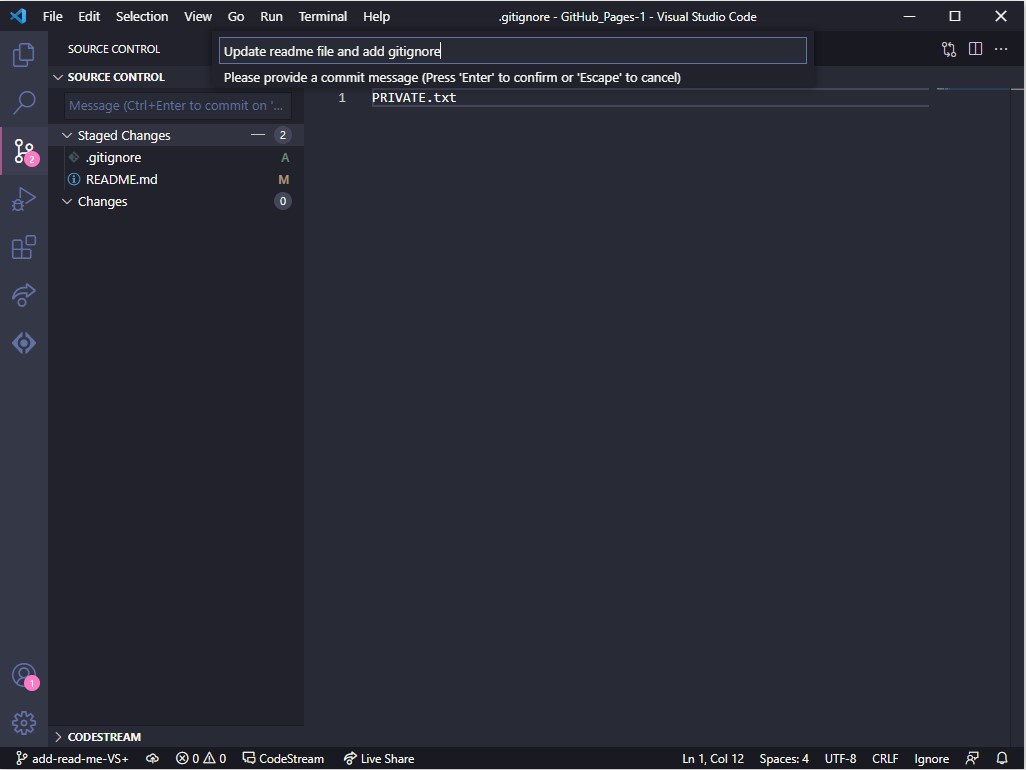 File Edit Selection View Go Run Terminal Help .gitignore - GitHub_Pages-1 - Visual Studio Code
SOURCE CONTROL
Update readme file and add gitignore
Please provide a commit message (Press 'Enter' to confirm or 'Escape' to cancel)
SOURCE CONTROL
Message (Ctrl+Enter to commit on '...
1 PRIVATE.txt
Staged Changes 2
.gitignore A
README.md M
Changes 0
2
1
CODESTREAM
add-read-me-VS+ 0 0 CodeStream Live Share Ln 1, Col 12 Spaces: 4 UTF-8 CRLF Ignore